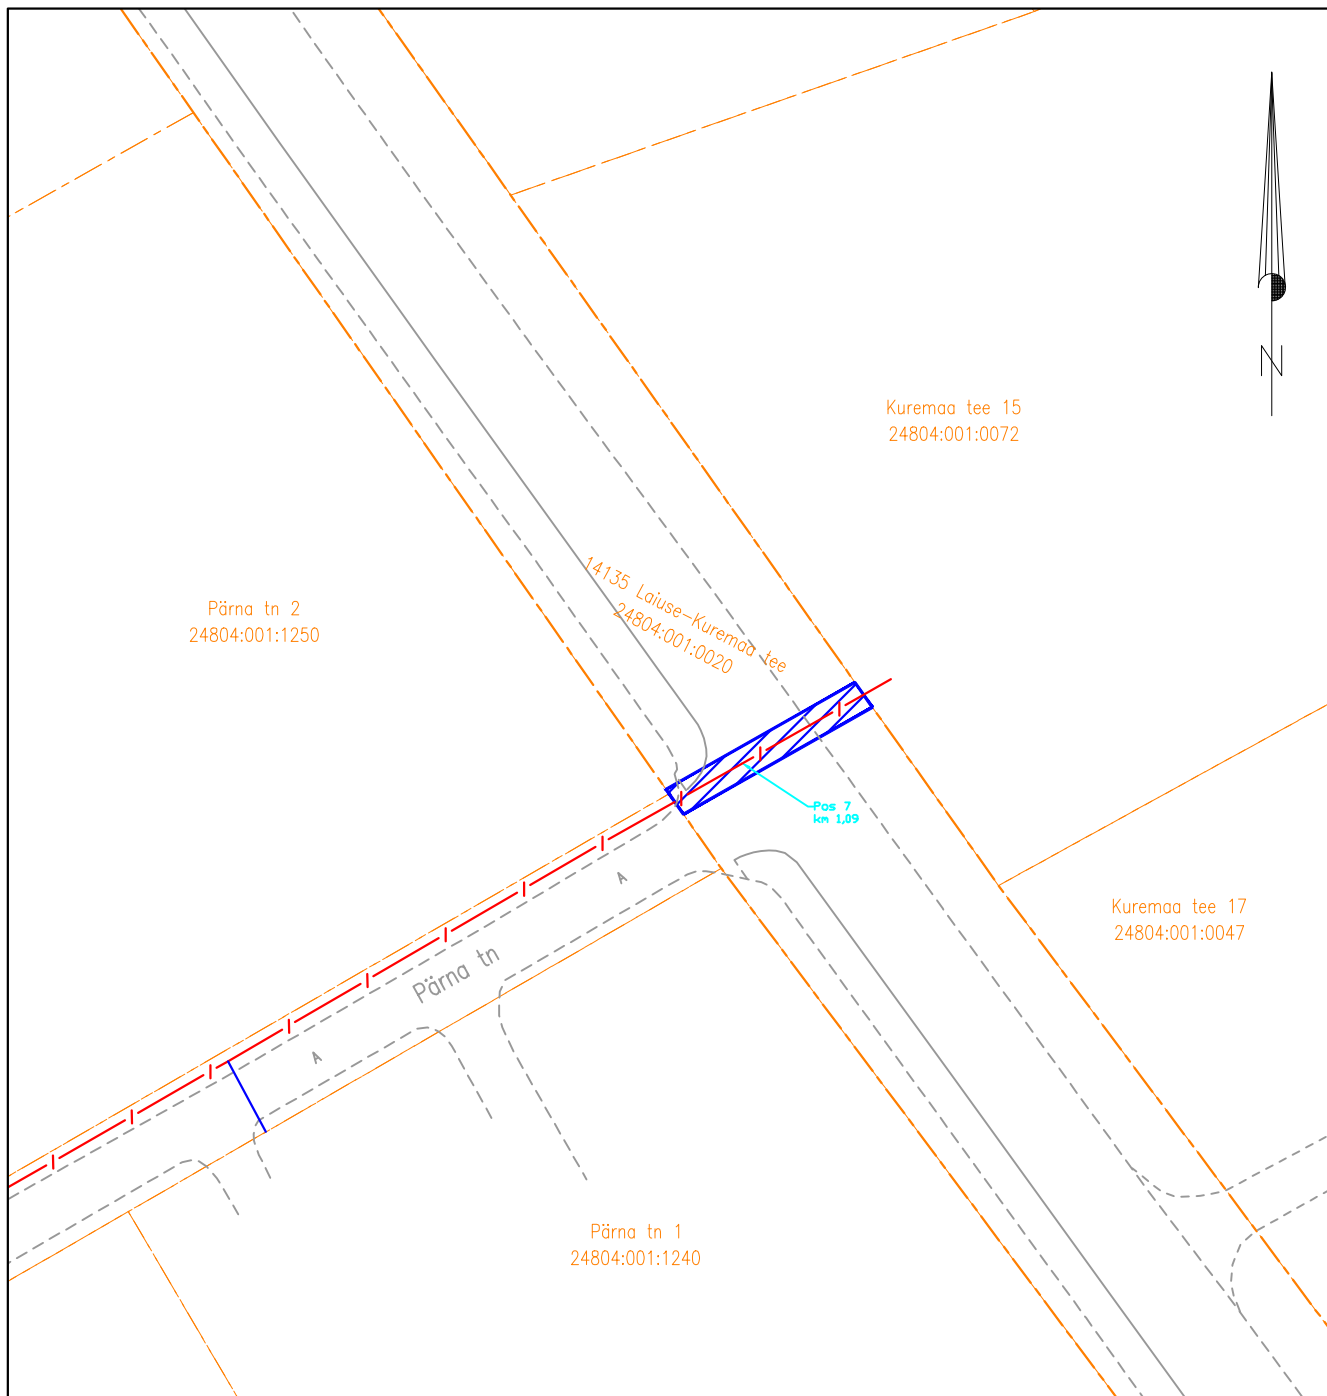 N
Kuremaa tee 15
24804:001:0072
14135 Laiuse-Kuremaa tee
24804:001:0020
Pärna tn 2
24804:001:1250
Pos 7
km 1,09
A
Kuremaa tee 17
24804:001:0047
Pärna tn
A
Pärna tn 1
24804:001:1240